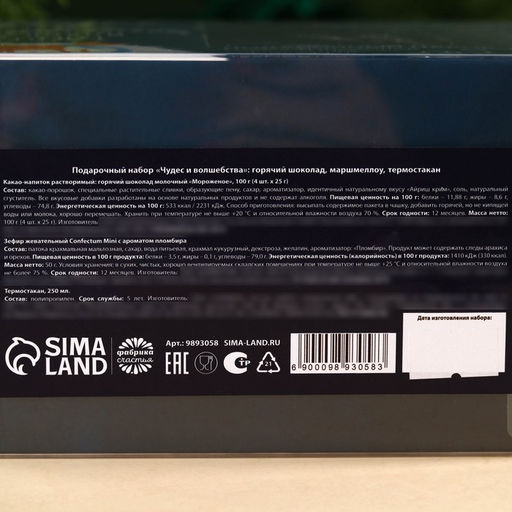 Подарочный набор «Чудес и волшебства»: горячий шоколад, маршмеллоу, термостакан
Какао-напиток растворимый: горячий шоколад молочный «Мороженое», 100 г (4 шт. х 25 г)
Состав: какао-порошок, специальные растительные сливки, образующие пену, сахар, ароматизатор, идентичный натуральному вкусу «Айриш крим», соль, натуральный
сгуститель. Все вкусовые добавки разработаны на основе натуральных продуктов и не содержат алкоголя. Пищевая ценность на 100 г: белки – 11,88 г, жиры - 8,6 г,
углеводы – 74,8 г. Энергетическая ценность на 100 г: 533 ккал / 2231 кДж. Способ приготовления: высыпать содержимое пакета в чашку, добавить горячей, но не кипящей
воды или молока, хорошо перемешать. Хранить при температуре не выше +20 °С и относительной влажности воздуха 70 %. Срок годности: 12 месяцев. Масса нетто:
100 г (4 шт. х 25 г). Изготовитель:
Зефир жевательный Confectum Mini с ароматом пломбира
Состав: патока крахмальная, сахар, вода питьевая, крахмал кукурузный, декстроза, желатин, ароматизатор: «Пломбир». Продукт может содержать следы арахиса
и орехов. Пищевая ценность в 100 г продукта: белки – 3,5 г, жиры - 0,1 г, углеводы – 79,0 г. Энергетическая ценность (калорийность) в 100 г продукта: 1410 кДж (330 ккал).
Масса нетто: 50 г. Условия хранения: в сухих, чистых, хорошо вентилируемых складских помещениях при температуре не выше +25 °С и относительной влажности воздуха
не более 75 %. Срок годности: 12 месяцев. Изготовитель:
Термостакан, 250 мл.
Состав: полипропилен. Срок службы: 5 лет. Изготовитель:
Дата изготовления набора:
SIMA LAND
фабрика счастья
Арт.: 9893058 SIMA-LAND.RU
EAC
21
6 900098 930583